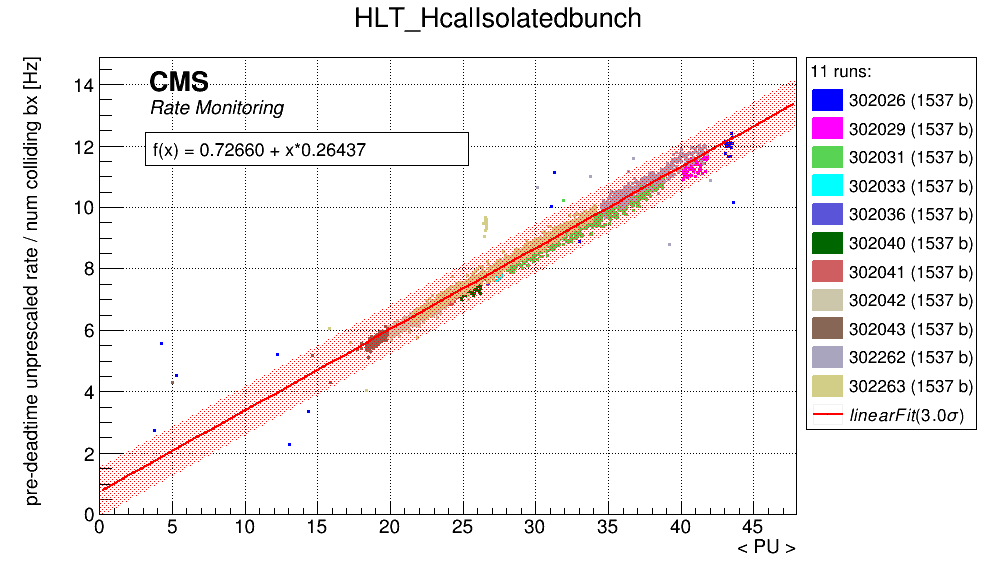 HLT_HcalIsolatedbunch
pre-deadtime unprescaled rate / num colliding bx [Hz]
CMS
Rate Monitoring
f(x) = 0.72660 + x*0.26437
14
12
10
8
6
4
2
0
0 5 10 15 20 25 30 35 40 45
< PU >
11 runs:
302026 (1537 b)
302029 (1537 b)
302031 (1537 b)
302033 (1537 b)
302036 (1537 b)
302040 (1537 b)
302041 (1537 b)
302042 (1537 b)
302043 (1537 b)
302262 (1537 b)
302263 (1537 b)
linearFit(3.0σ)